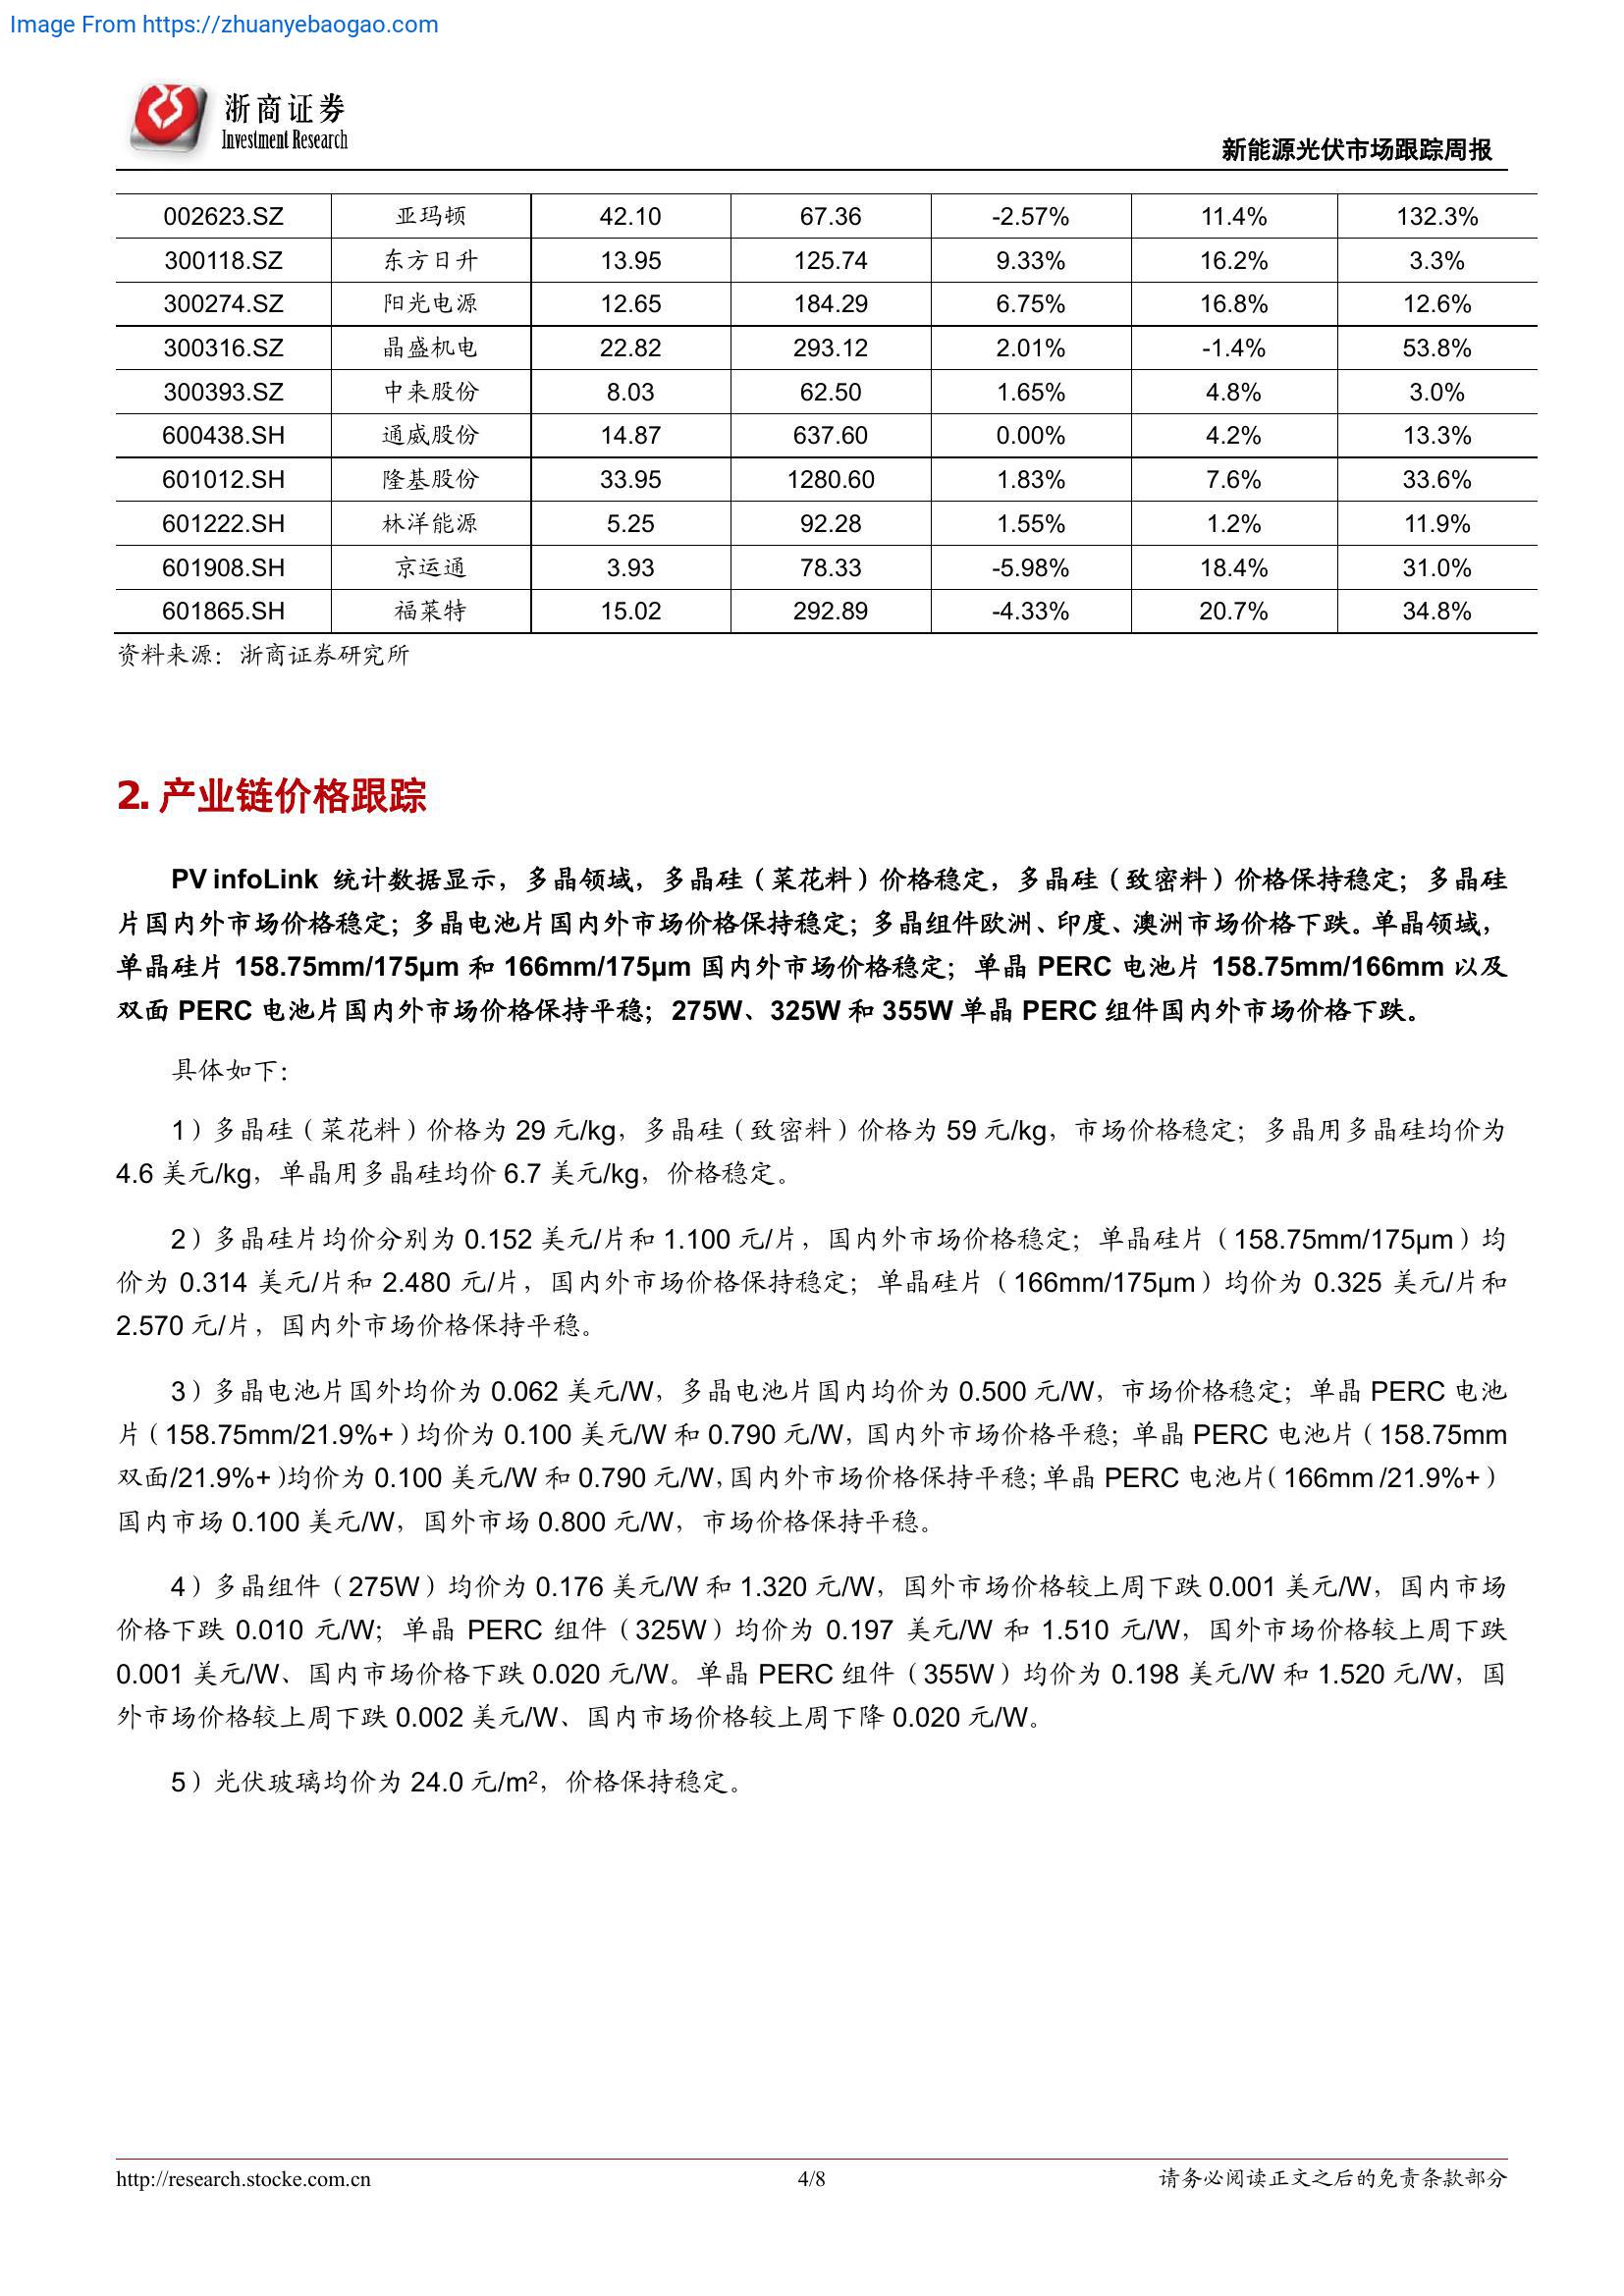 Image From https://zhuanyebaogao.com
浙商证券
Investment Research
新能源光伏市场跟踪周报
002623.SZ 亚玛顿 42.10 67.36 -2.57% 11.4% 132.3%
300118.SZ 东方日升 13.95 125.74 9.33% 16.2% 3.3%
300274.SZ 阳光电源 12.65 184.29 6.75% 16.8% 12.6%
300316.SZ 晶盛机电 22.82 293.12 2.01% -1.4% 53.8%
300393.SZ 中来股份 8.03 62.50 1.65% 4.8% 3.0%
600438.SH 通威股份 14.87 637.60 0.00% 4.2% 13.3%
601012.SH 隆基股份 33.95 1280.60 1.83% 7.6% 33.6%
601222.SH 林洋能源 5.25 92.28 1.55% 1.2% 11.9%
601908.SH 京运通 3.93 78.33 -5.98% 18.4% 31.0%
601865.SH 福莱特 15.02 292.89 -4.33% 20.7% 34.8%
资料来源：浙商证券研究所
2. 产业链价格跟踪
PV infoLink 统计数据显示，多晶领域，多晶硅（菜花料）价格稳定，多晶硅（致密料）价格保持稳定；多晶硅
片国内外市场价格稳定；多晶电池片国内外市场价格保持稳定；多晶组件欧洲、印度、澳洲市场价格下跌。单晶领域，
单晶硅片 158.75mm/175μm 和 166mm/175μm 国内外市场价格稳定；单晶 PERC 电池片 158.75mm/166mm 以及
双面 PERC 电池片国内外市场价格保持平稳；275W、325W 和 355W 单晶 PERC 组件国内外市场价格下跌。
具体如下：
1）多晶硅（菜花料）价格为 29 元/kg，多晶硅（致密料）价格为 59 元/kg，市场价格稳定；多晶用多晶硅均价为
4.6 美元/kg，单晶用多晶硅均价 6.7 美元/kg，价格稳定。
2）多晶硅片均价分别为 0.152 美元/片和 1.100 元/片，国内外市场价格稳定；单晶硅片（158.75mm/175μm）均
价为 0.314 美元/片和 2.480 元/片，国内外市场价格保持稳定；单晶硅片（166mm/175μm）均价为 0.325 美元/片和
2.570 元/片，国内外市场价格保持平稳。
3）多晶电池片国外均价为 0.062 美元/W，多晶电池片国内均价为 0.500 元/W，市场价格稳定；单晶 PERC 电池
片（158.75mm/21.9%+）均价为 0.100 美元/W 和 0.790 元/W，国内外市场价格平稳；单晶 PERC 电池片（158.75mm
双面/21.9%+）均价为 0.100 美元/W 和 0.790 元/W，国内外市场价格保持平稳；单晶 PERC 电池片（166mm /21.9%+）
国内市场 0.100 美元/W，国外市场 0.800 元/W，市场价格保持平稳。
4）多晶组件（275W）均价为 0.176 美元/W 和 1.320 元/W，国外市场价格较上周下跌 0.001 美元/W，国内市场
价格下跌 0.010 元/W；单晶 PERC 组件（325W）均价为 0.197 美元/W 和 1.510 元/W，国外市场价格较上周下跌
0.001 美元/W、国内市场价格下跌 0.020 元/W。单晶 PERC 组件（355W）均价为 0.198 美元/W 和 1.520 元/W，国
外市场价格较上周下跌 0.002 美元/W、国内市场价格较上周下降 0.020 元/W。
5）光伏玻璃均价为 24.0 元/m²，价格保持稳定。
http://research.stocke.com.cn 4/8 请务必阅读正文之后的免责条款部分